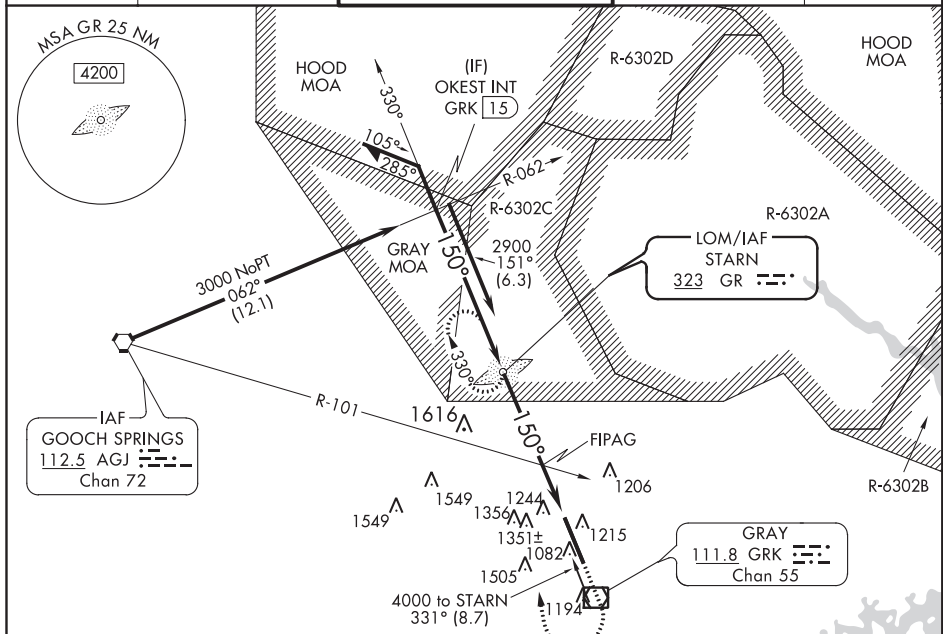 MSA GR 25 NM
4200
HOOD
MOA
330°
(IF)
OKEST INT
GRK 15
R-6302D
HOOD
MOA
105°
285°
R-062
R-6302C
R-6302A
3000 NoPT
062°
(12.1)
GRAY
MOA
150°
2900
151°
(6.3)
LOM/IAF
STARN
323 GR
330°
R-101
1616
150°
FIPAG
IAF
GOOCH SPRINGS
112.5 AGJ
Chan 72
R-6302B
1206
1549
1549
1244
1356
1351±
1215
1082
1505
GRAY
111.8 GRK
Chan 55
4000 to STARN
331° (8.7)
1194